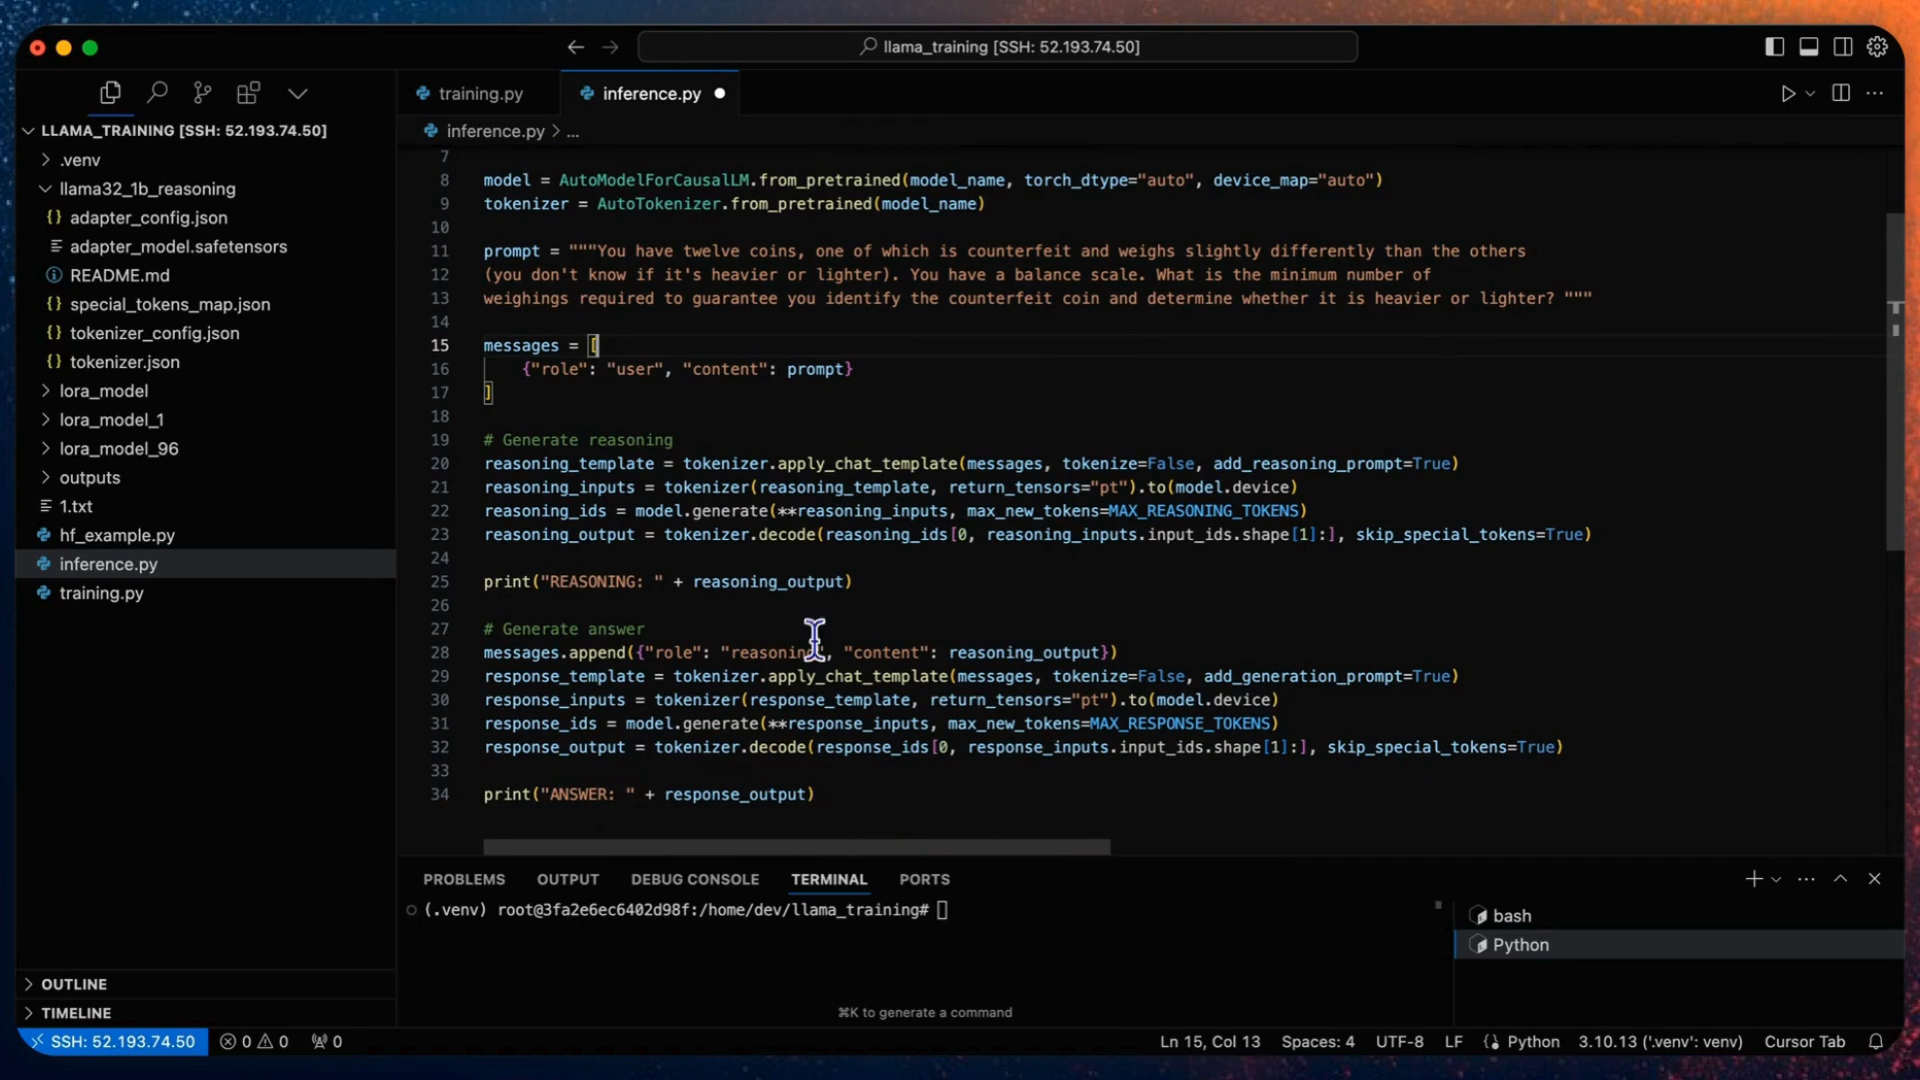 llama_training [SSH: 52.193.74.50]
training.py
inference.py
LLAMA_TRAINING [SSH: 52.193.74.50]
.venv
llama32_1b_reasoning
adapter_config.json
adapter_model.safetensors
README.md
special_tokens_map.json
tokenizer_config.json
tokenizer.json
lora_model
lora_model_1
lora_model_96
outputs
1.txt
hf_example.py
inference.py
training.py
OUTLINE
TIMELINE
inference.py > ...
7
8 model = AutoModelForCausalLM.from_pretrained(model_name, torch_dtype="auto", device_map="auto")
9 tokenizer = AutoTokenizer.from_pretrained(model_name)
10
11 prompt = """You have twelve coins, one of which is counterfeit and weighs slightly differently than the others
12 (you don't know if it's heavier or lighter). You have a balance scale. What is the minimum number of
13 weighings required to guarantee you identify the counterfeit coin and determine whether it is heavier or lighter? """
14
15 messages = [
16     {"role": "user", "content": prompt}
17 ]
18
19 # Generate reasoning
20 reasoning_template = tokenizer.apply_chat_template(messages, tokenize=False, add_reasoning_prompt=True)
21 reasoning_inputs = tokenizer(reasoning_template, return_tensors="pt").to(model.device)
22 reasoning_ids = model.generate(**reasoning_inputs, max_new_tokens=MAX_REASONING_TOKENS)
23 reasoning_output = tokenizer.decode(reasoning_ids[0, reasoning_inputs.input_ids.shape[1]:], skip_special_tokens=True)
24
25 print("REASONING: " + reasoning_output)
26
27 # Generate answer
28 messages.append({"role": "reasoning", "content": reasoning_output})
29 response_template = tokenizer.apply_chat_template(messages, tokenize=False, add_generation_prompt=True)
30 response_inputs = tokenizer(response_template, return_tensors="pt").to(model.device)
31 response_ids = model.generate(**response_inputs, max_new_tokens=MAX_RESPONSE_TOKENS)
32 response_output = tokenizer.decode(response_ids[0, response_inputs.input_ids.shape[1]:], skip_special_tokens=True)
33
34 print("ANSWER: " + response_output)
PROBLEMS OUTPUT DEBUG CONSOLE TERMINAL PORTS
(.venv) root@3fa2e6ec6402d98f:/home/dev/llama_training#
bash
Python
⌘K to generate a command
SSH: 52.193.74.50 0 0 0 Ln 15, Col 13 Spaces: 4 UTF-8 LF Python 3.10.13 ('.venv': venv) Cursor Tab